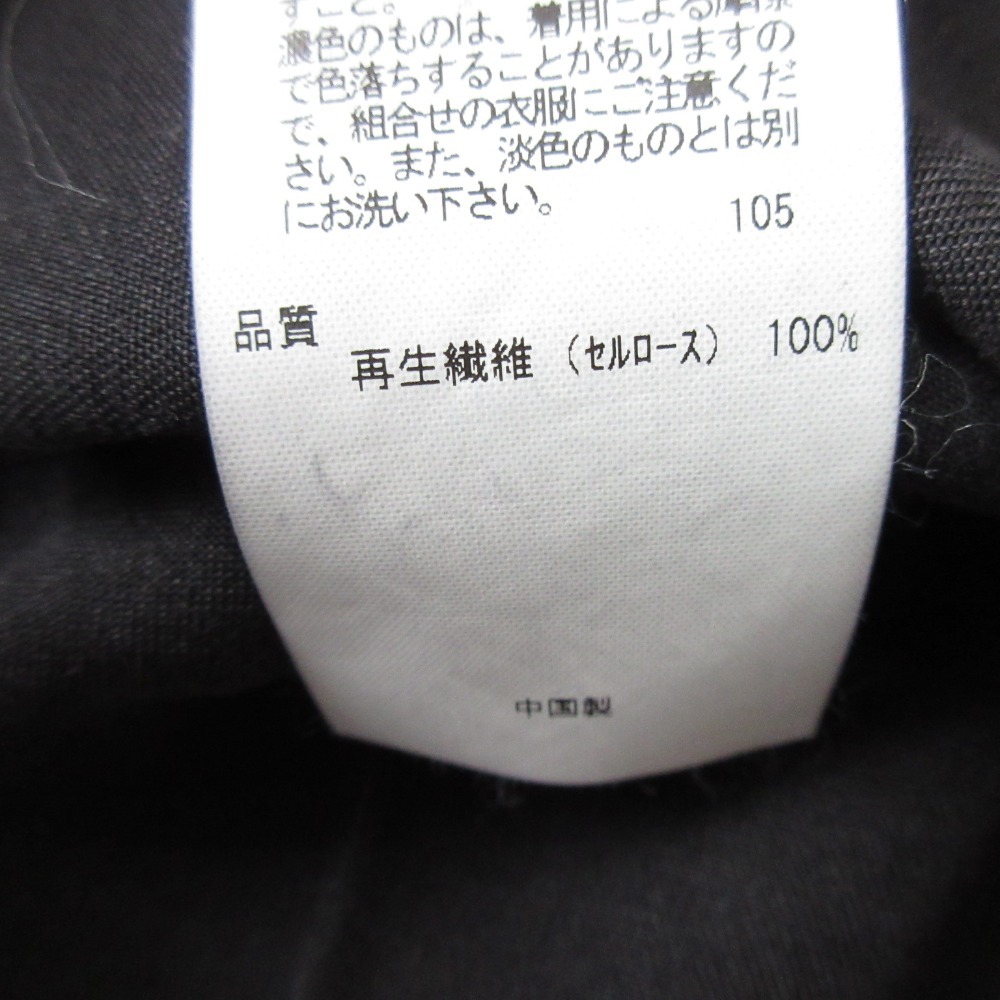 すこと。
濃色のものは、着用による摩擦
で色落ちすることがありますの
で、組合せの衣服にご注意くだ
さい。また、淡色のものとは別
にお洗い下さい。
105
品質
再生繊維（セルロース） 100%
中国製